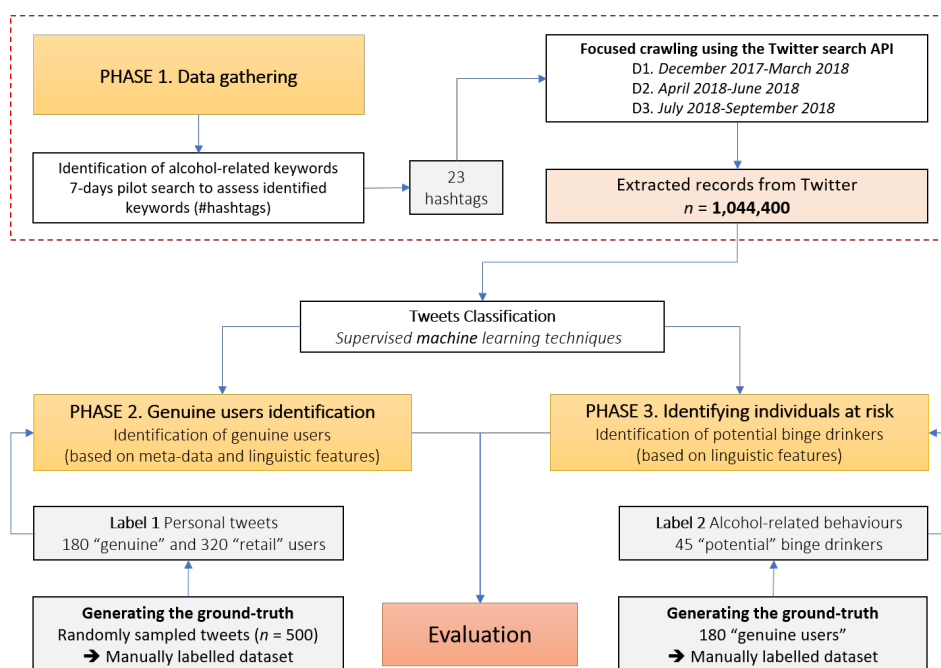 PHASE 1. Data gathering
Identification of alcohol-related keywords
7-days pilot search to assess identified
keywords (#hashtags)
23
hashtags
Focused crawling using the Twitter search API
D1. December 2017-March 2018
D2. April 2018-June 2018
D3. July 2018-September 2018
Extracted records from Twitter
n = 1,044,400
Tweets Classification
Supervised machine learning techniques
PHASE 2. Genuine users identification
Identification of genuine users
(based on meta-data and linguistic features)
PHASE 3. Identifying individuals at risk
Identification of potential binge drinkers
(based on linguistic features)
Label 1 Personal tweets
180 “genuine” and 320 “retail” users
Label 2 Alcohol-related behaviours
45 “potential” binge drinkers
Generating the ground-truth
Randomly sampled tweets (n = 500)
➔ Manually labelled dataset
Evaluation
Generating the ground-truth
180 “genuine users”
➔ Manually labelled dataset